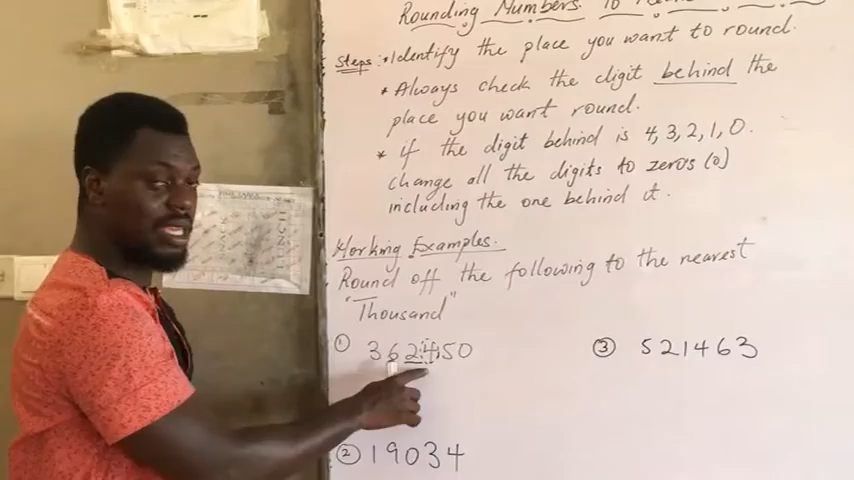 Rounding Numbers To
Steps: * Identify the place you want to round.
* Always check the digit behind the
place you want round.
* if the digit behind is 4, 3, 2, 1, 0.
change all the digits to zeros (0)
including the one behind it.
Working Examples.
Round off the following to the nearest
"Thousand"
① 362450
③ 521463
② 19034